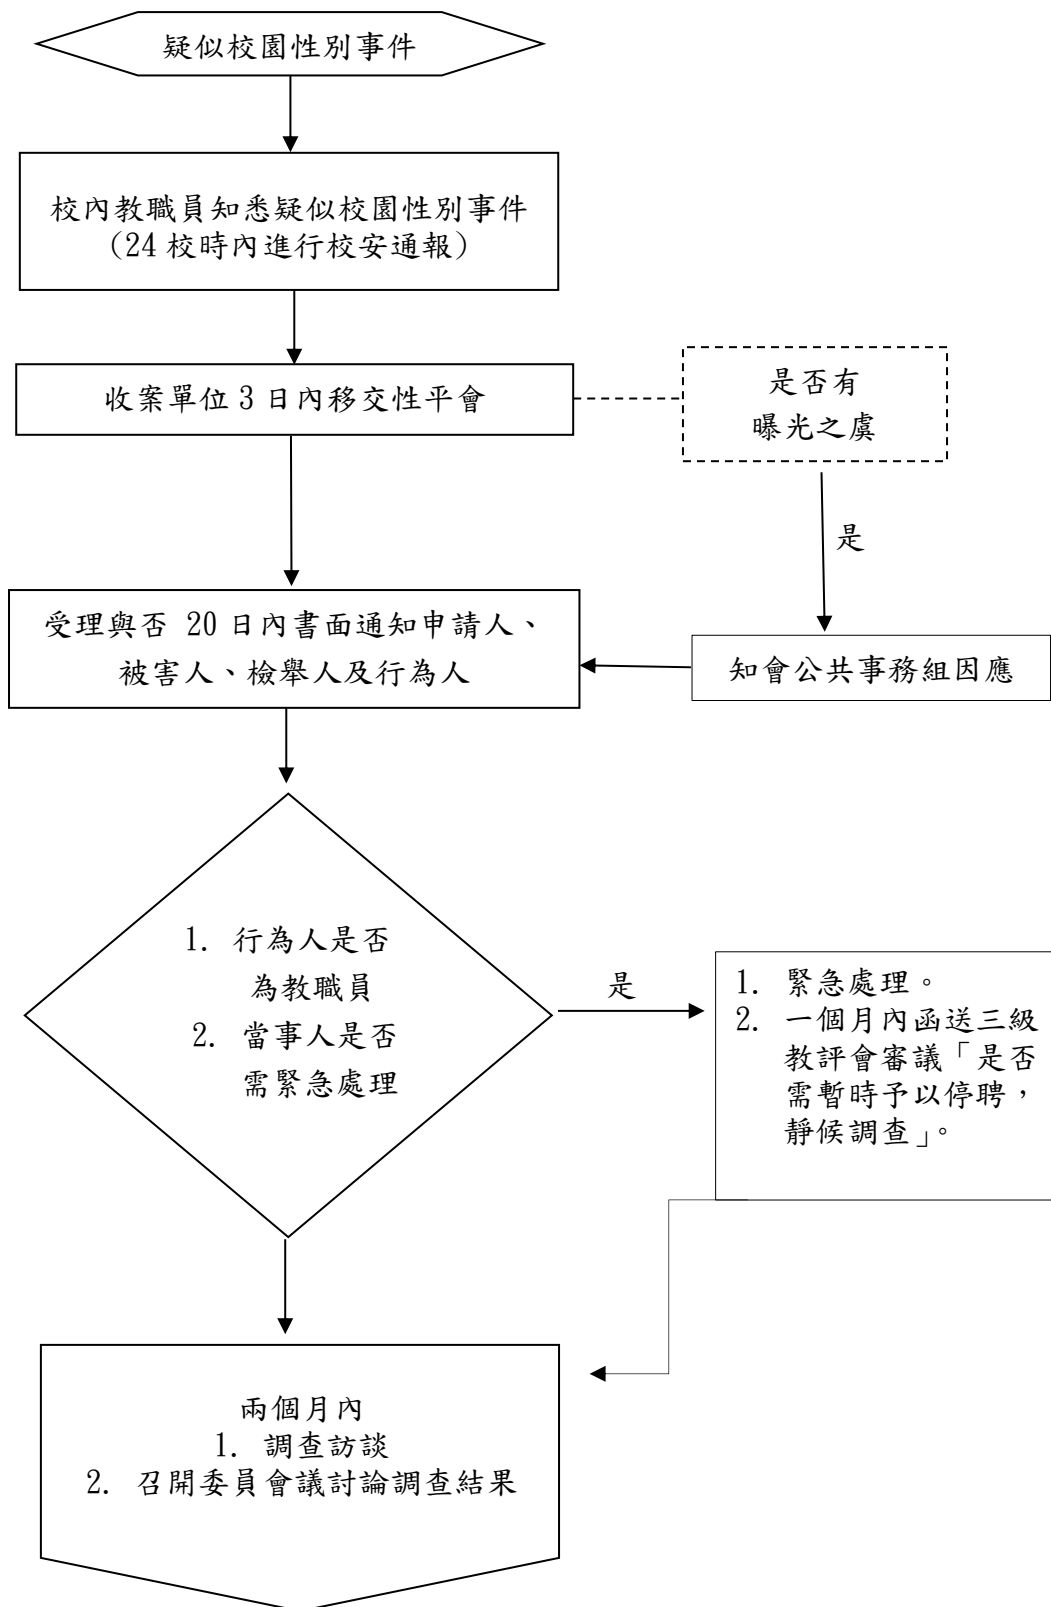 疑似校園性別事件
校內教職員知悉疑似校園性別事件
(24 校時內進行校安通報)
收案單位 3 日內移交性平會
是否有
曝光之虞
是
受理與否 20 日內書面通知申請人、
被害人、檢舉人及行為人
知會公共事務組因應
1. 行為人是否
為教職員
2. 當事人是否
需緊急處理
是
1. 緊急處理。
2. 一個月內函送三級
教評會審議「是否
需暫時予以停聘,
靜候調查」。
兩個月內
1. 調查訪談
2. 召開委員會議討論調查結果